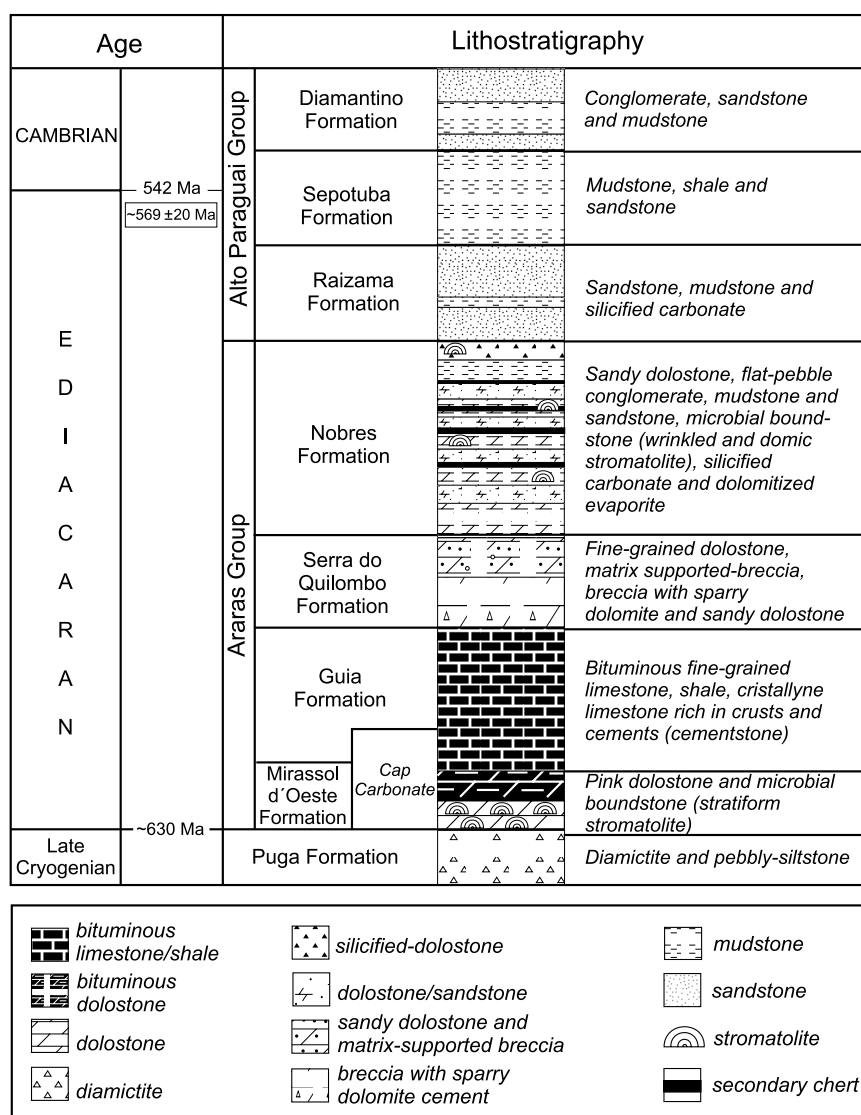 Age
Lithostratigraphy
CAMBRIAN
542 Ma
~569 ±20 Ma
E
D
I
A
C
A
R
A
N
~630 Ma
Late
Cryogenian
Alto Paraguai Group
Araras Group
Diamantino
Formation
Conglomerate, sandstone
and mudstone
Sepotuba
Formation
Mudstone, shale and
sandstone
Raizama
Formation
Sandstone, mudstone and
silicified carbonate
Nobres
Formation
Sandy dolostone, flat-pebble
conglomerate, mudstone and
sandstone, microbial bound-
stone (wrinkled and domic
stromatolite), silicified
carbonate and dolomitized
evaporite
Serra do
Quilombo
Formation
Fine-grained dolostone,
matrix supported-breccia,
breccia with sparry
dolomite and sandy dolostone
Guia
Formation
Bituminous fine-grained
limestone, shale, cristallyne
limestone rich in crusts and
cements (cementstone)
Mirassol
d´Oeste
Formation
Cap
Carbonate
Pink dolostone and microbial
boundstone (stratiform
stromatolite)
Puga Formation
Diamictite and pebbly-siltstone
bituminous
limestone/shale
bituminous
dolostone
dolostone
diamictite
silicified-dolostone
dolostone/sandstone
sandy dolostone and
matrix-supported breccia
breccia with sparry
dolomite cement
mudstone
sandstone
stromatolite
secondary chert